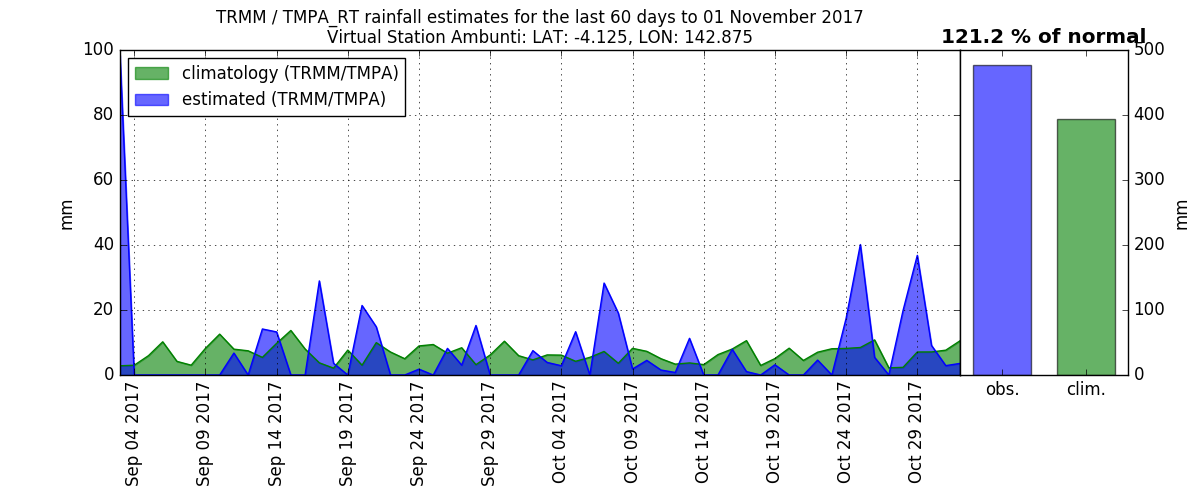 TRMM / TMPA_RT rainfall estimates for the last 60 days to 01 November 2017
Virtual Station Ambunti: LAT: -4.125, LON: 142.875
121.2 % of normal
climatology (TRMM/TMPA)
estimated (TRMM/TMPA)
100
80
60
40
20
0
mm
Sep 04 2017
Sep 09 2017
Sep 14 2017
Sep 19 2017
Sep 24 2017
Sep 29 2017
Oct 04 2017
Oct 09 2017
Oct 14 2017
Oct 19 2017
Oct 24 2017
Oct 29 2017
obs.
clim.
500
400
300
200
100
0
mm